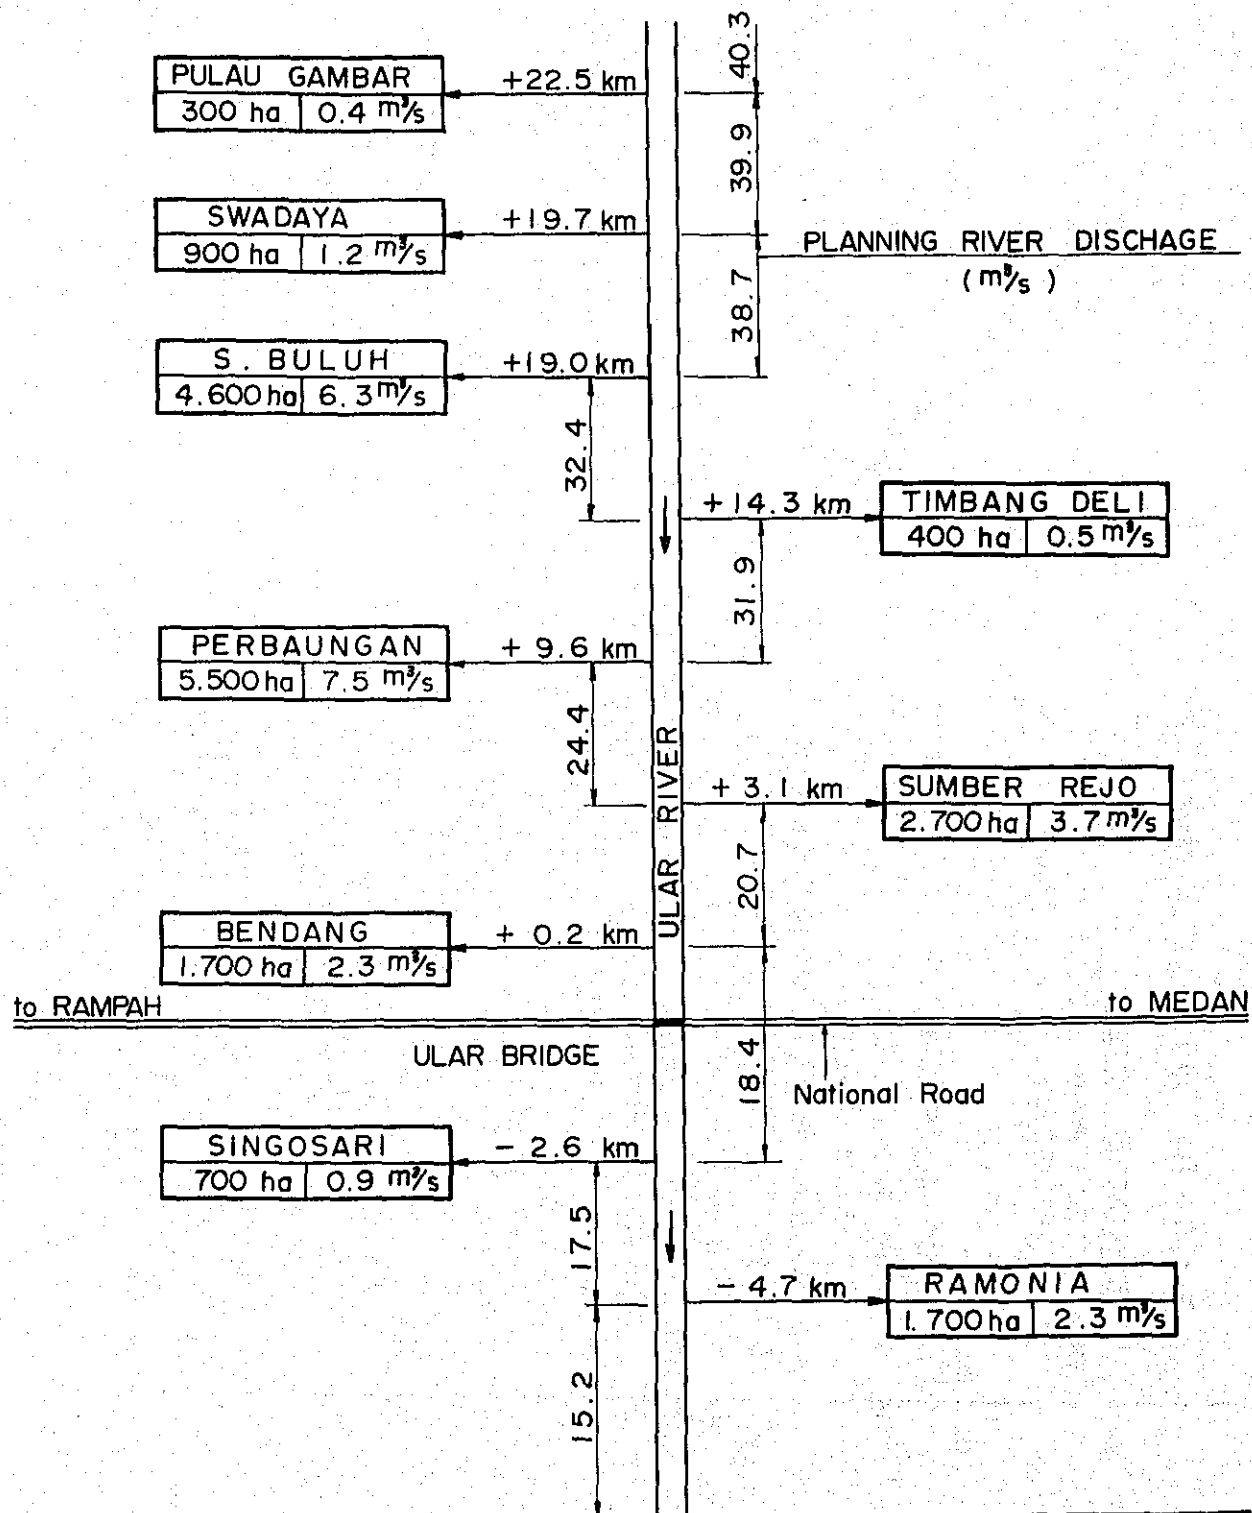 40.3
PULAU GAMBAR
+22.5 km
300 ha 0.4 m³/s
39.9
SWADAYA
+19.7 km
900 ha 1.2 m³/s
PLANNING RIVER DISCHAGE
(m³/s)
38.7
S. BULUH
+19.0 km
4.600 ha 6.3 m³/s
32.4
+14.3 km
TIMBANG DELI
400 ha 0.5 m³/s
31.9
PERBAUNGAN
+ 9.6 km
5.500 ha 7.5 m³/s
24.4
ULAR RIVER
+ 3.1 km
SUMBER REJO
2.700 ha 3.7 m³/s
20.7
BENDANG
+ 0.2 km
1.700 ha 2.3 m³/s
to RAMPAH
to MEDAN
ULAR BRIDGE
18.4
National Road
SINGOSARI
- 2.6 km
700 ha 0.9 m³/s
17.5
- 4.7 km
RAMONIA
1.700 ha 2.3 m³/s
15.2